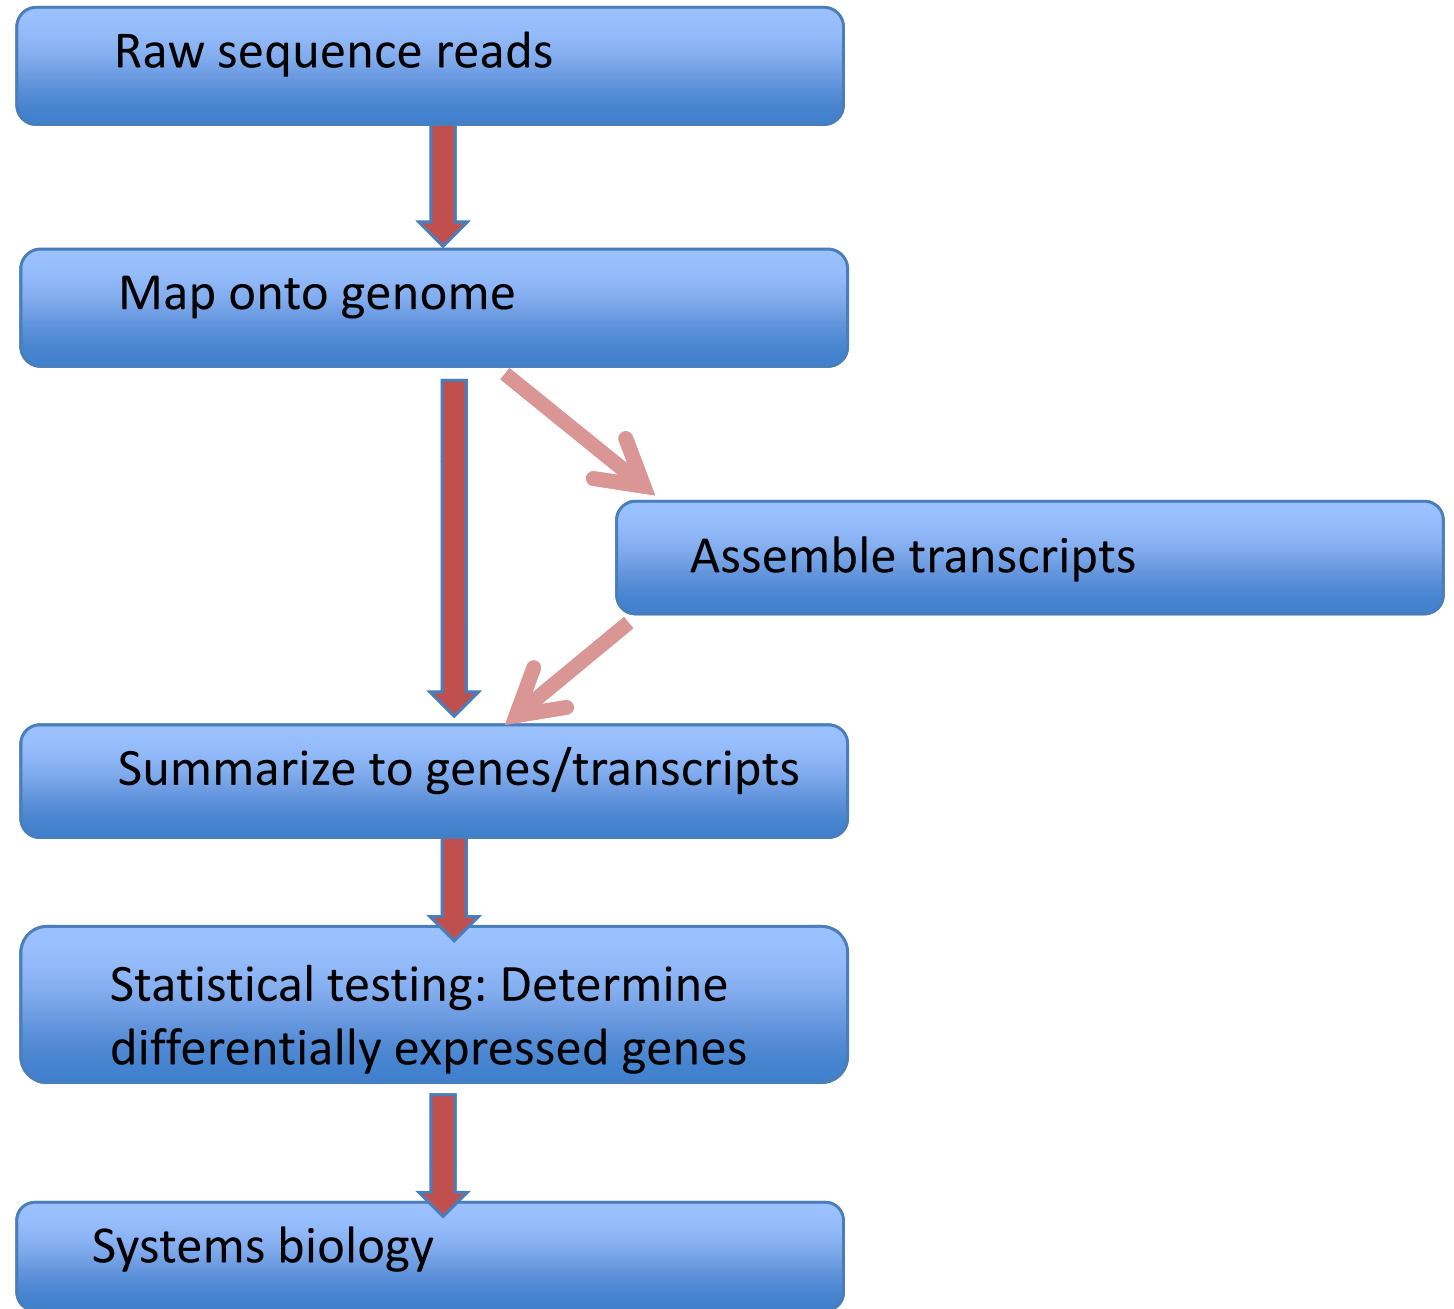 Raw sequence reads
Map onto genome
Assemble transcripts
Summarize to genes/transcripts
Statistical testing: Determine
differentially expressed genes
Systems biology